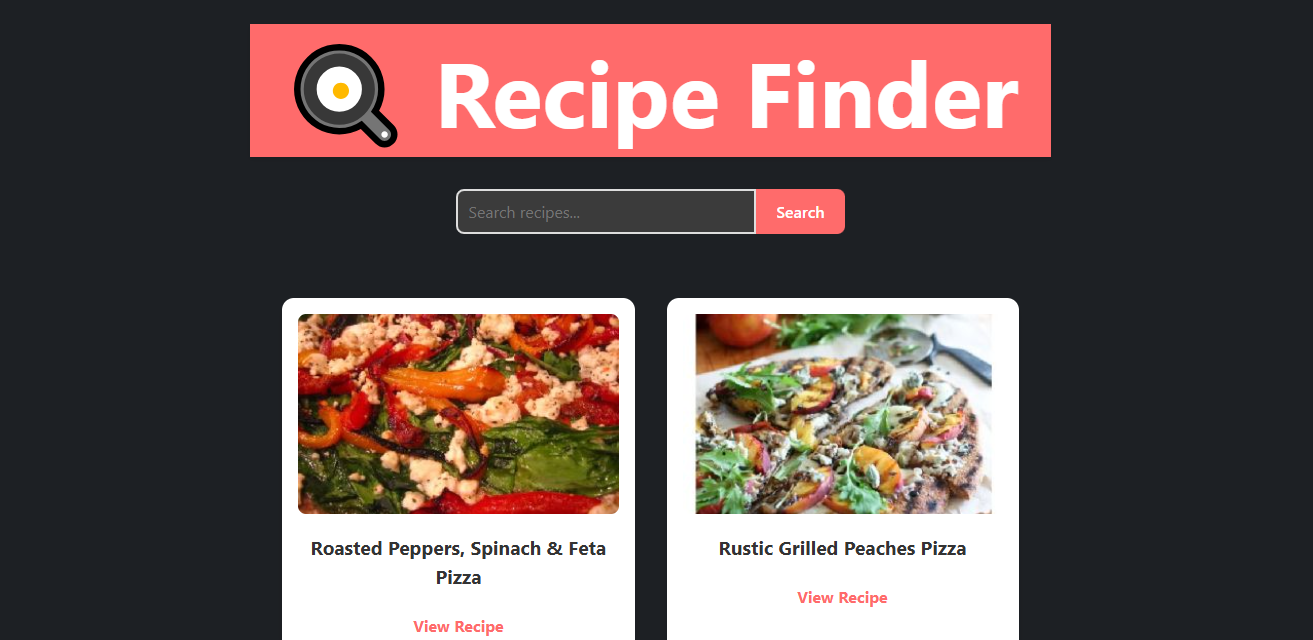 Recipe Finder
Search recipes...
Search
Roasted Peppers, Spinach & Feta
Pizza
View Recipe
Rustic Grilled Peaches Pizza
View Recipe